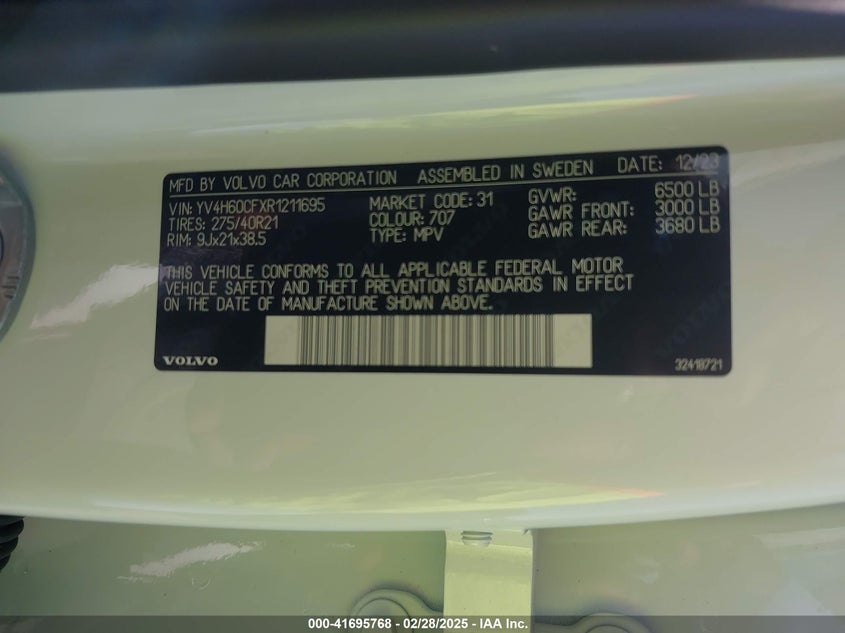 MFD BY VOLVO CAR CORPORATION ASSEMBLED IN SWEDEN DATE: 12/23
VIN: YV4H60CFXR1211695 MARKET CODE: 31 GVWR: 6500 LB
TIRES: 275/40R21 COLOUR: 707 GAWR FRONT: 3000 LB
RIM: 9Jx21x38.5 TYPE: MPV GAWR REAR: 3680 LB
THIS VEHICLE CONFORMS TO ALL APPLICABLE FEDERAL MOTOR
VEHICLE SAFETY AND THEFT PREVENTION STANDARDS IN EFFECT
ON THE DATE OF MANUFACTURE SHOWN ABOVE.
VOLVO 32418721
000-41695768 | 02/28/2025 | IAA Inc.